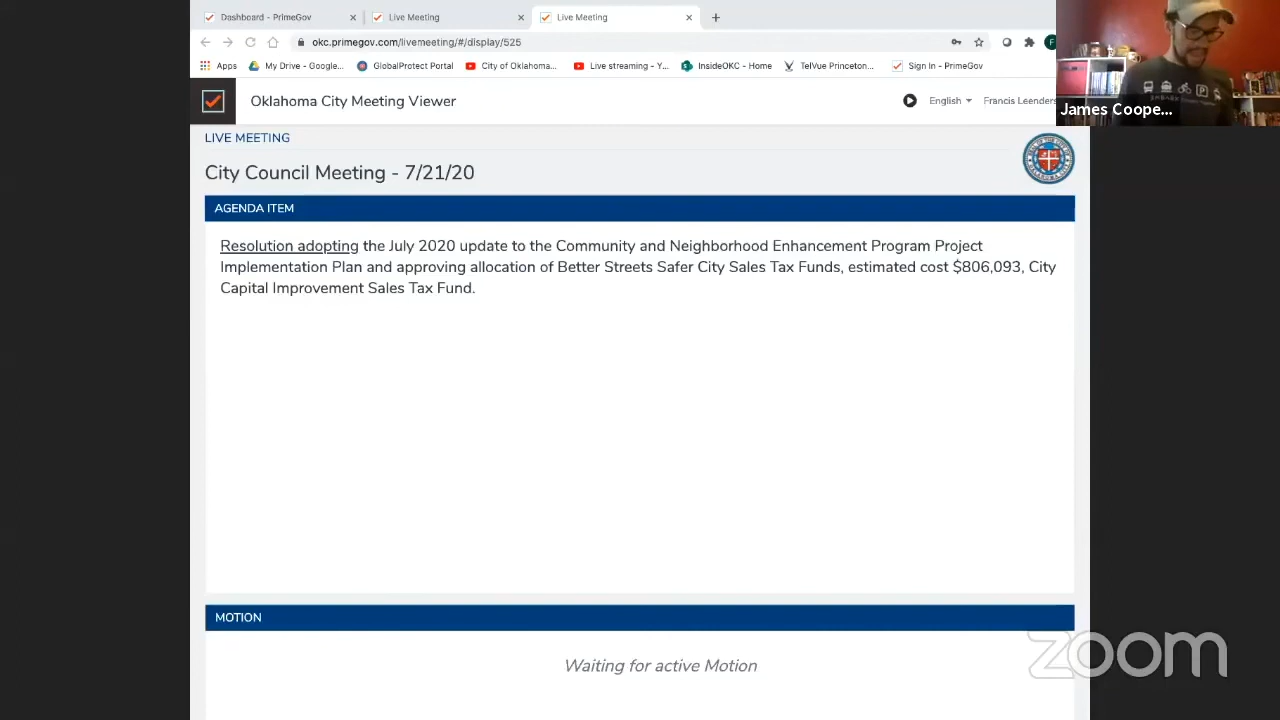 Dashboard - PrimeGov
Live Meeting
Live Meeting
okc.primegov.com/livemeeting/#/display/525
F
Apps
My Drive - Google...
GlobalProtect Portal
City of Oklahoma...
Live streaming - Y...
InsideOKC - Home
TelVue Princeton...
Sign In - PrimeGov
Oklahoma City Meeting Viewer
English
Francis Leenders
James Coope...
LIVE MEETING
City Council Meeting - 7/21/20
AGENDA ITEM
Resolution adopting the July 2020 update to the Community and Neighborhood Enhancement Program Project
Implementation Plan and approving allocation of Better Streets Safer City Sales Tax Funds, estimated cost $806,093, City
Capital Improvement Sales Tax Fund.
MOTION
Waiting for active Motion
zoom